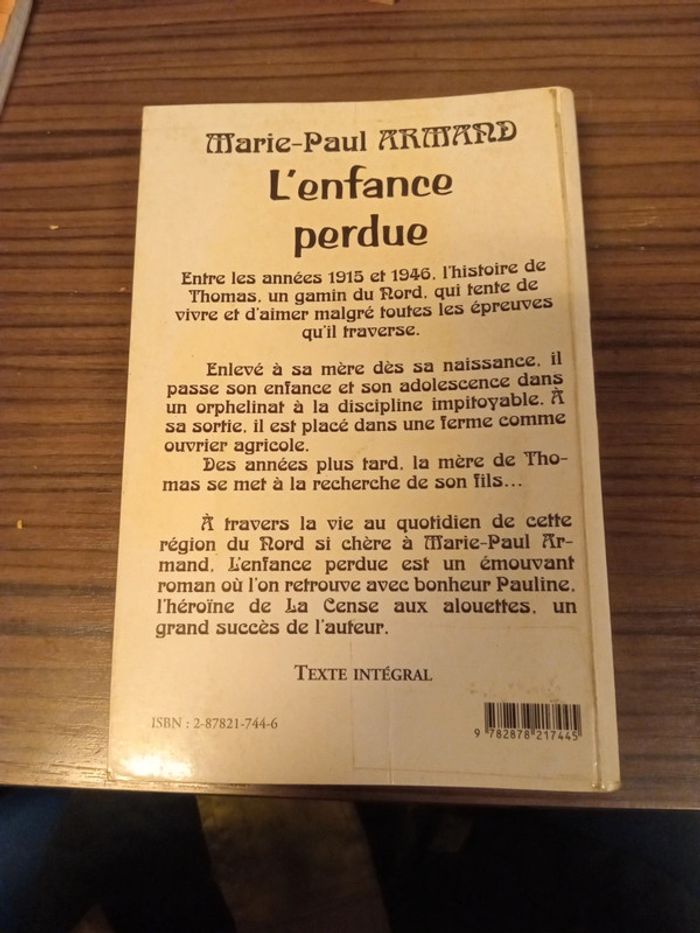 Marie-Paul ARMAND
L'enfance
perdue
Entre les années 1915 et 1946, l'histoire de
Thomas, un gamin du Nord, qui tente de
vivre et d'aimer malgré toutes les épreuves
qu'il traverse.
Enlevé à sa mère dès sa naissance, il
passe son enfance et son adolescence dans
un orphelinat à la discipline impitoyable. À
sa sortie, il est placé dans une ferme comme
ouvrier agricole.
Des années plus tard, la mère de Tho-
mas se met à la recherche de son fils...
À travers la vie au quotidien de cette
région du Nord si chère à Marie-Paul Ar-
mand, L'enfance perdue est un émouvant
roman où l'on retrouve avec bonheur Pauline,
l'héroïne de La Cense aux alouettes, un
grand succès de l'auteur.
TEXTE INTÉGRAL
ISBN : 2-87821-744-6
9 782878 217445